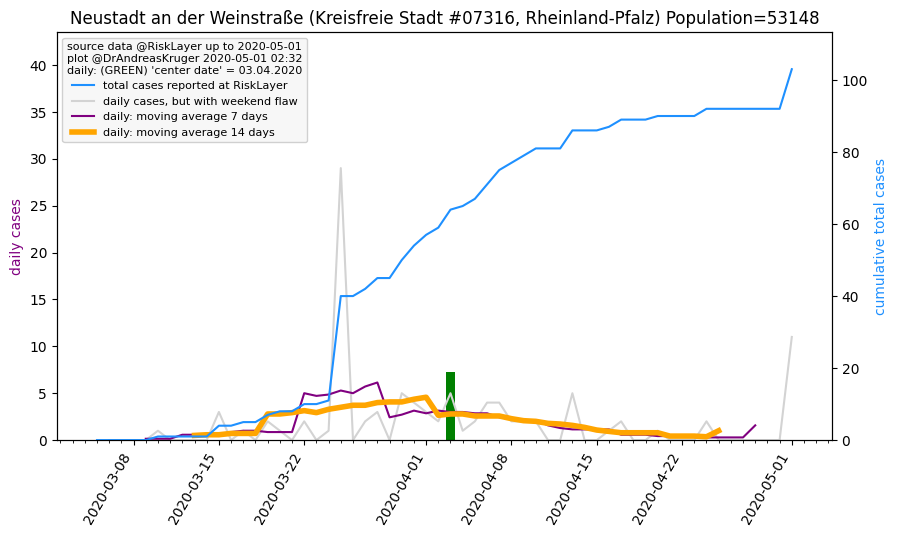 Neustadt an der Weinstraße (Kreisfreie Stadt #07316, Rheinland-Pfalz) Population=53148
source data @RiskLayer up to 2020-05-01
plot @DrAndreasKruger 2020-05-01 02:32
daily: (GREEN) 'center date' = 03.04.2020
total cases reported at RiskLayer
daily cases, but with weekend flaw
daily: moving average 7 days
daily: moving average 14 days
daily cases
40
35
30
25
20
15
10
5
0
cumulative total cases
100
80
60
40
20
0
2020-03-08
2020-03-15
2020-03-22
2020-04-01
2020-04-08
2020-04-15
2020-04-22
2020-05-01